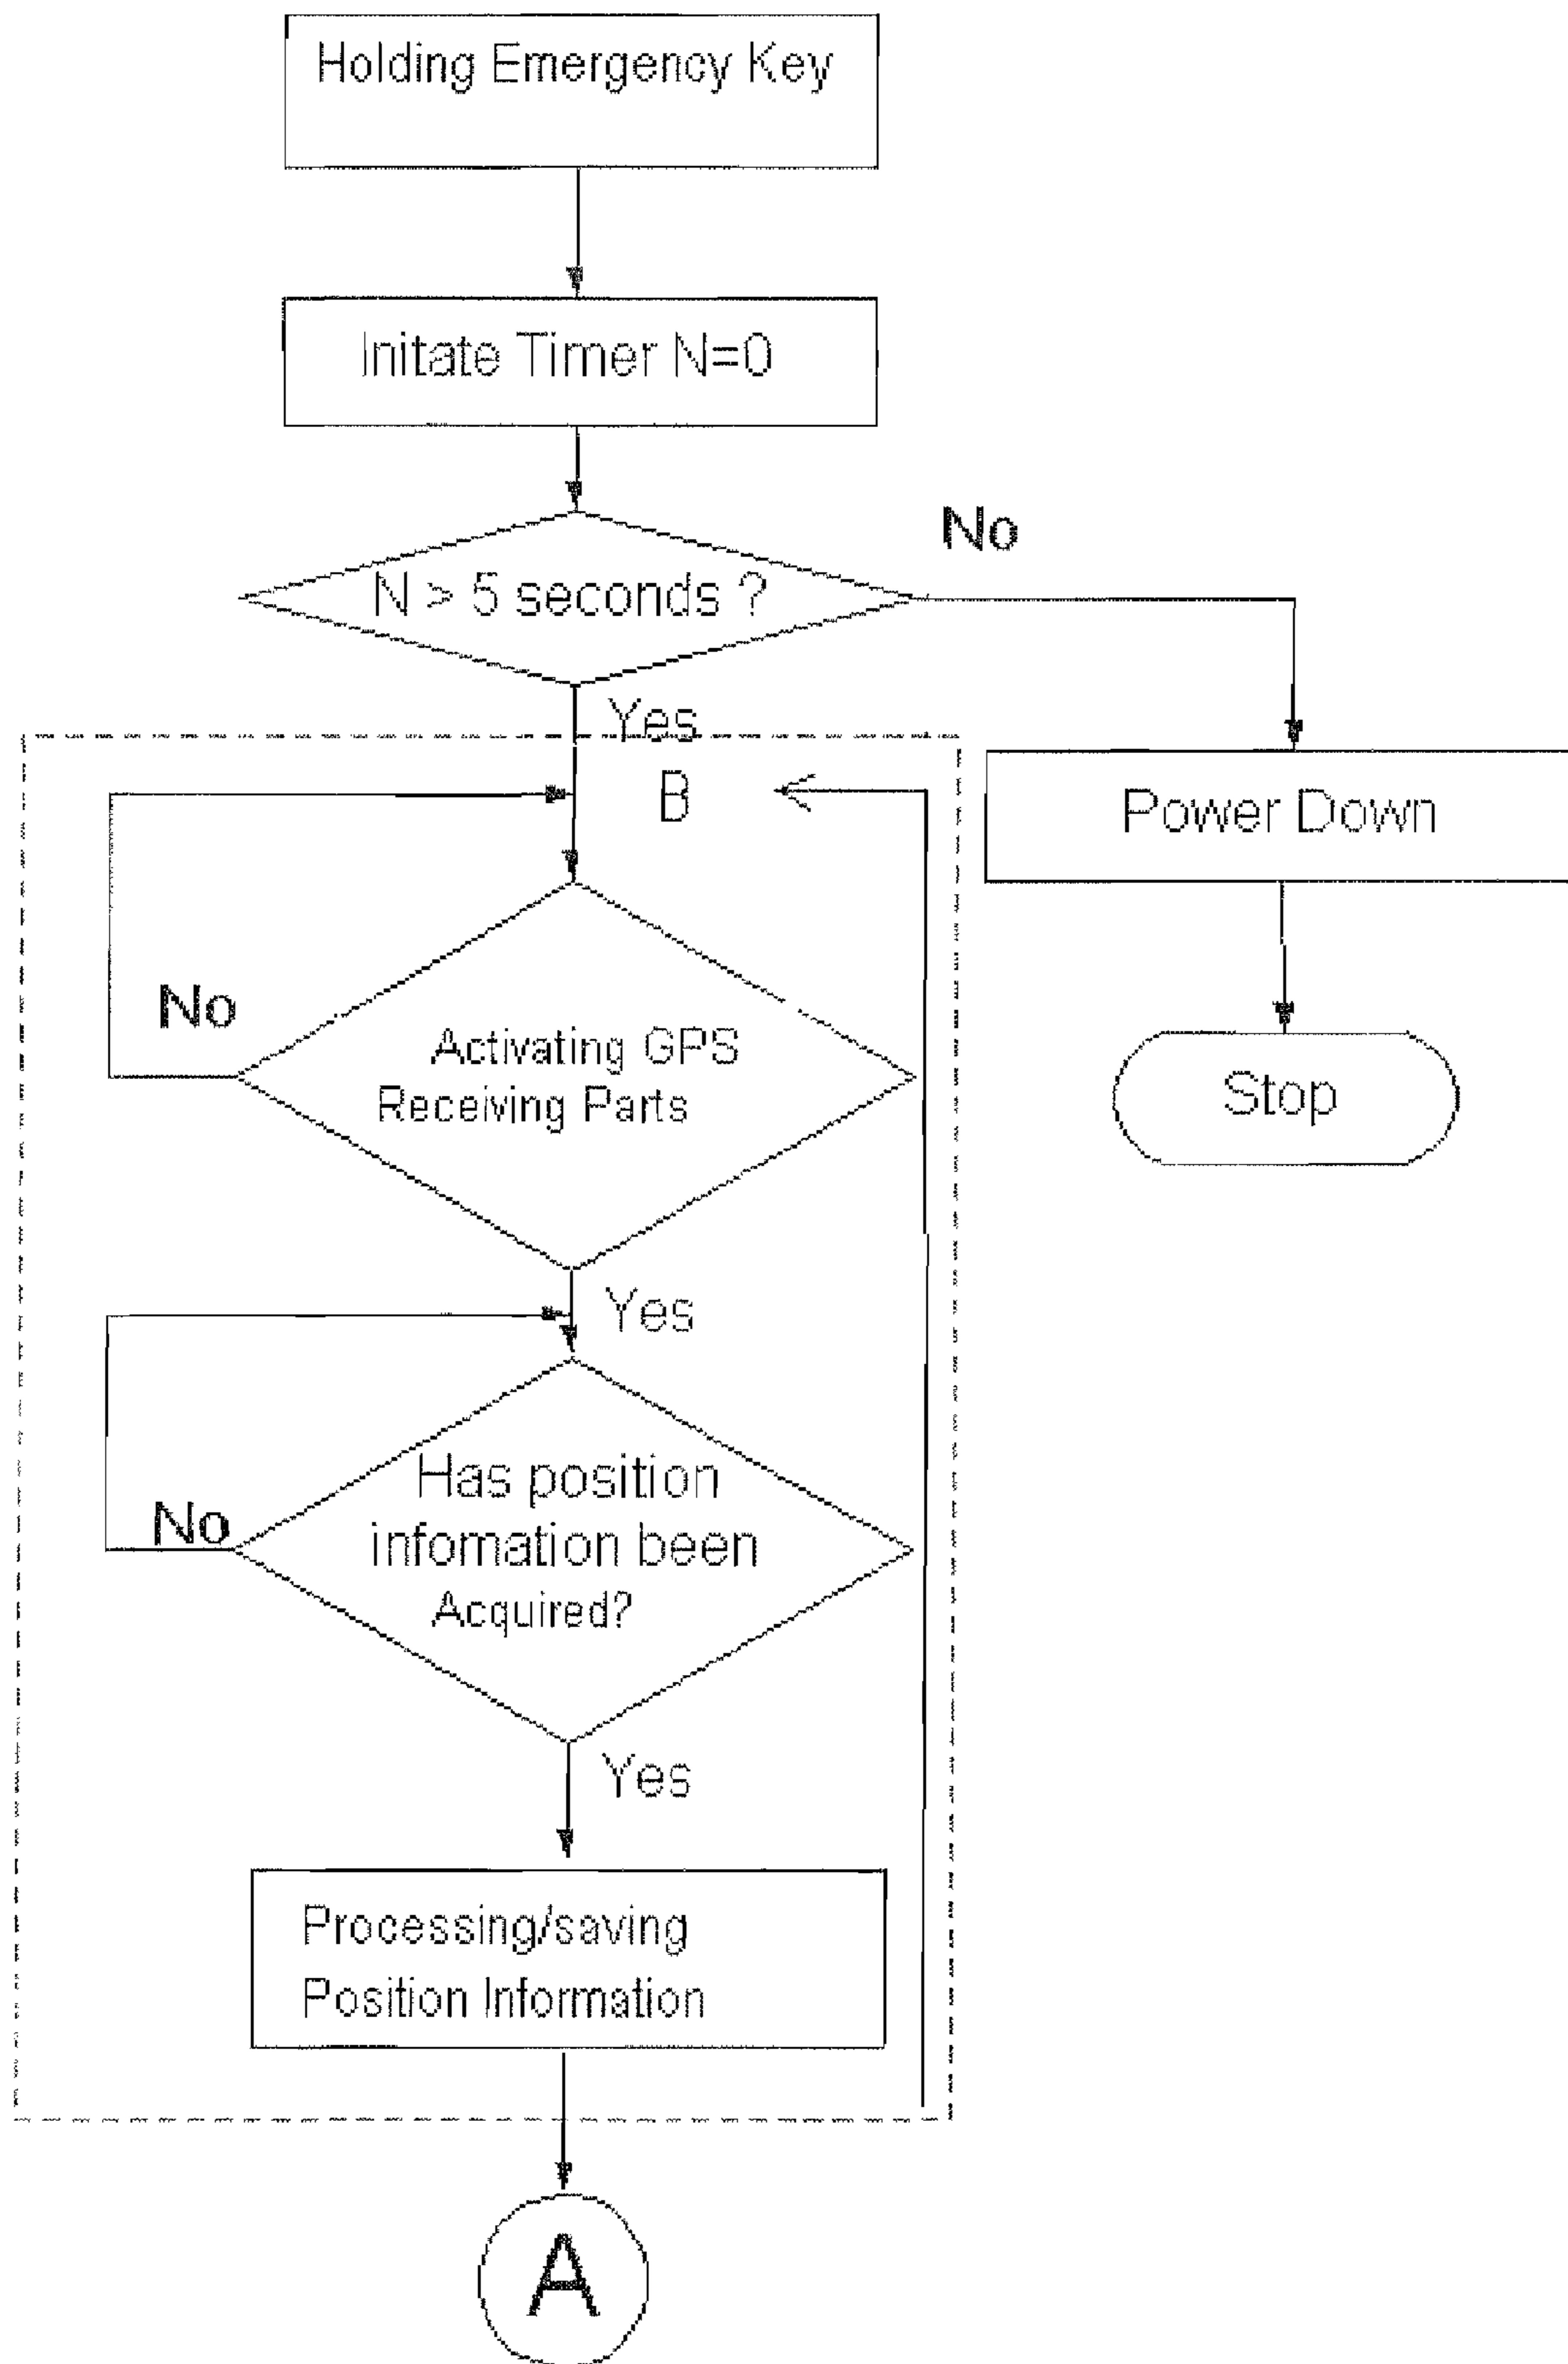 Holding Emergency Key
Initate Timer N=0
No
N > 5 seconds ?
Yes
B
Power Down
No
Activating GPS
Receiving Parts
Stop
Yes
Has position
infomation been
Acquired?
No
Yes
Processing/saving
Position Information
A